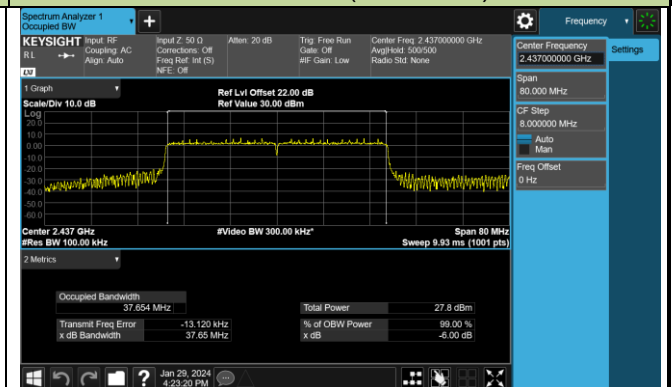 Spectrum Analyzer 1
Occupied BW
+
Frequency
KEYSIGHT
RL
LXI
Input: RF
Coupling: AC
Align: Auto
Input Z: 50 Ω
Corrections: Off
Freq Ref: Int (S)
NFE: Off
Atten: 20 dB
Trig: Free Run
Gate: Off
#IF Gain: Low
Center Freq: 2.437000000 GHz
Avg|Hold: 500/500
Radio Std: None
Center Frequency
2.437000000 GHz
Settings
Span
80.000 MHz
CF Step
8.000000 MHz
Auto
Man
Freq Offset
0 Hz
1 Graph
Ref Lvl Offset 22.00 dB
Scale/Div 10.0 dB
Ref Value 30.00 dBm
Log
20.0
10.0
0.00
-10.0
-20.0
-30.0
-40.0
-50.0
-60.0
Center 2.437 GHz
#Video BW 300.00 kHz*
Span 80 MHz
#Res BW 100.00 kHz
Sweep 9.93 ms (1001 pts)
2 Metrics
Occupied Bandwidth
37.654 MHz
Total Power 27.8 dBm
Transmit Freq Error -13.120 kHz
% of OBW Power 99.00 %
x dB Bandwidth 37.65 MHz
x dB -6.00 dB
?
Jan 29, 2024
4:23:20 PM